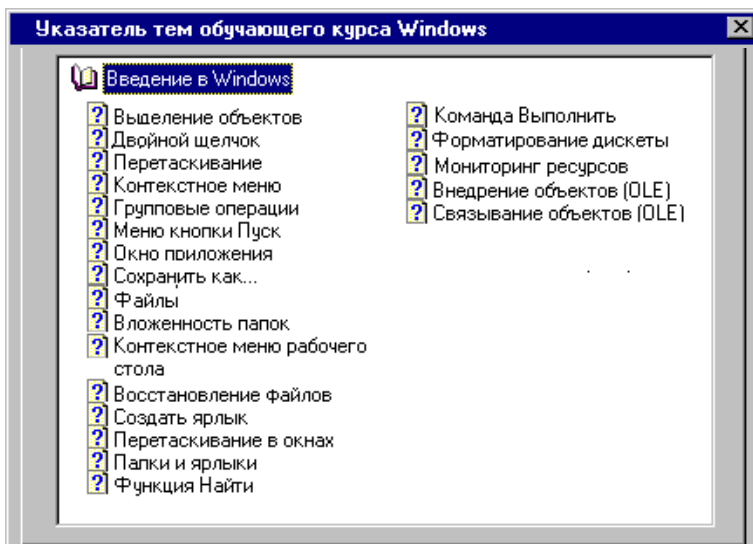 Указатель тем обучающего курса Windows
Введение в Windows
Выделение объектов
Двойной щелчок
Перетаскивание
Контекстное меню
Групповые операции
Меню кнопки Пуск
Окно приложения
Сохранить как...
Файлы
Вложенность папок
Контекстное меню рабочего
стола
Восстановление файлов
Создать ярлык
Перетаскивание в окнах
Папки и ярлыки
Функция Найти
Команда Выполнить
Форматирование дискеты
Мониторинг ресурсов
Внедрение объектов (OLE)
Связывание объектов (OLE)